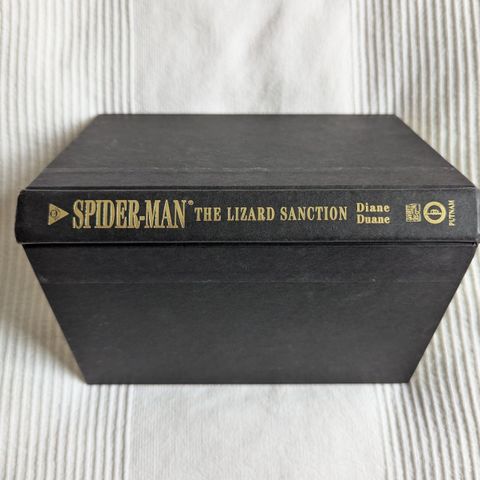 SPIDER-MAN®
THE LIZARD SANCTION
Diane
Duane
PUTNAM